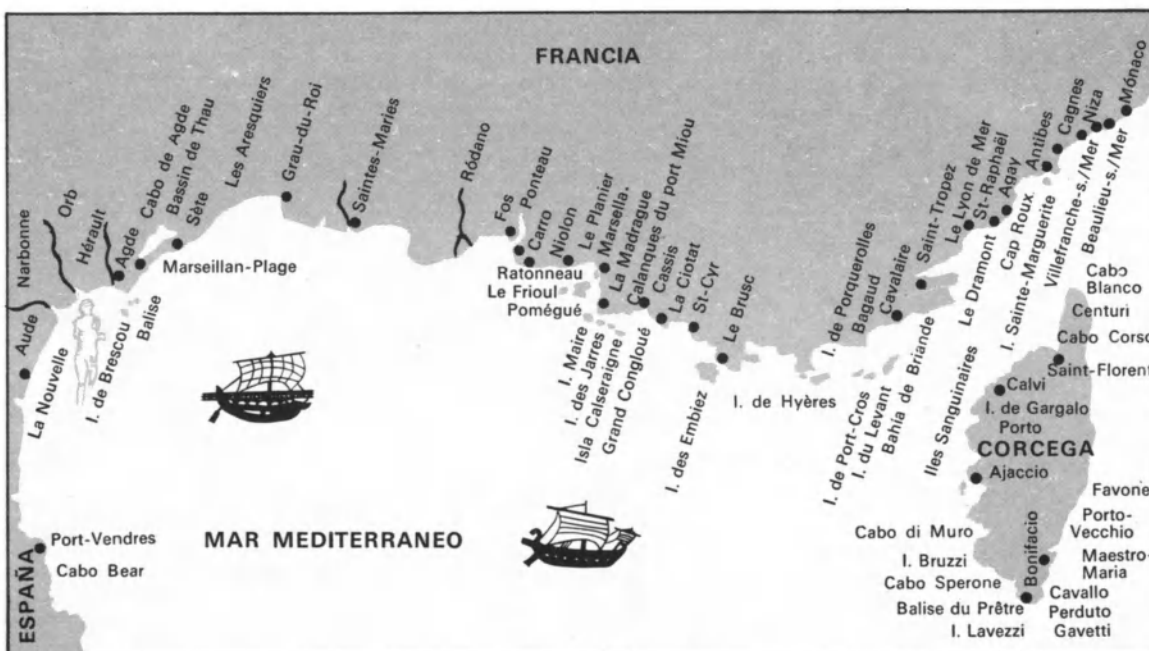 FRANCIA
Narbonne
Orb
Hérault
Agde
Cabo de Agde
Bassin de Thau
Sète
Les Aresquiers
Grau-du-Roi
Saintes-Maries
Ródano
Fos
Ponteau
Carro
Niolon
Le Planier
Marsella.
La Madrague
Calanques du port Miou
Cassis
La Ciotat
St-Cyr
Le Brusc
I. de Porquerolles
Bagaud
Cavalaire
Saint-Tropez
Le Lyon de Mer
St-Raphaël
Agay
Antibes
Cagnes
Niza
Mónaco
Marseillan-Plage
Ratonneau
Le Frioul
Pomégué
Aude
La Nouvelle
I. de Brescou
Balise
I. Maire
I. des Jarres
Isla Calseraigne
Grand Congloué
I. des Embiez
I. de Hyères
I. de Port-Cros
I. du Levant
Bahia de Briande
Iles Sanguinaires
Le Dramont
Cap Roux
I. Sainte-Marguerite
Villefranche-s./Mer
Beaulieu-s./Mer
Cabo
Blanco
Centuri
Cabo Corso
Saint-Florent
Calvi
I. de Gargalo
Porto
CORCEGA
Ajaccio
Favone
Porto-
Vecchio
Maestro-
Maria
Cabo di Muro
I. Bruzzi
Cabo Sperone
Balise du Prêtre
I. Lavezzi
Bonifacio
Cavallo
Perduto
Gavetti
MAR MEDITERRANEO
Port-Vendres
Cabo Bear
ESPAÑA